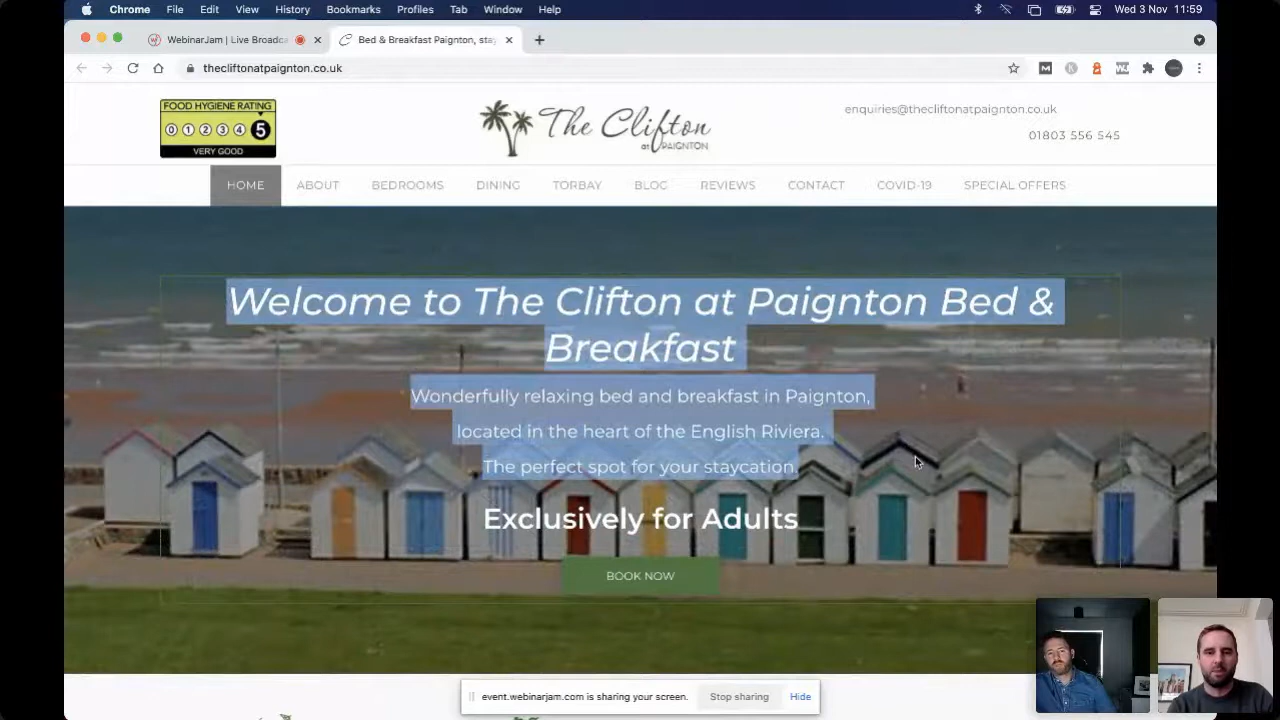 Chrome File Edit View History Bookmarks Profiles Tab Window Help Wed 3 Nov 11:59
WebinarJam | Live Broadca
Bed & Breakfast Paignton, stay
thecliftonatpaignton.co.uk
FOOD HYGIENE RATING
0 1 2 3 4 5
VERY GOOD
The Clifton
at PAIGNTON
enquiries@thecliftonatpaignton.co.uk
01803 556 545
HOME ABOUT BEDROOMS DINING TORBAY BLOG REVIEWS CONTACT COVID-19 SPECIAL OFFERS
Welcome to The Clifton at Paignton Bed &
Breakfast
Wonderfully relaxing bed and breakfast in Paignton,
located in the heart of the English Riviera.
The perfect spot for your staycation.
Exclusively for Adults
BOOK NOW
event.webinarjam.com is sharing your screen. Stop sharing Hide